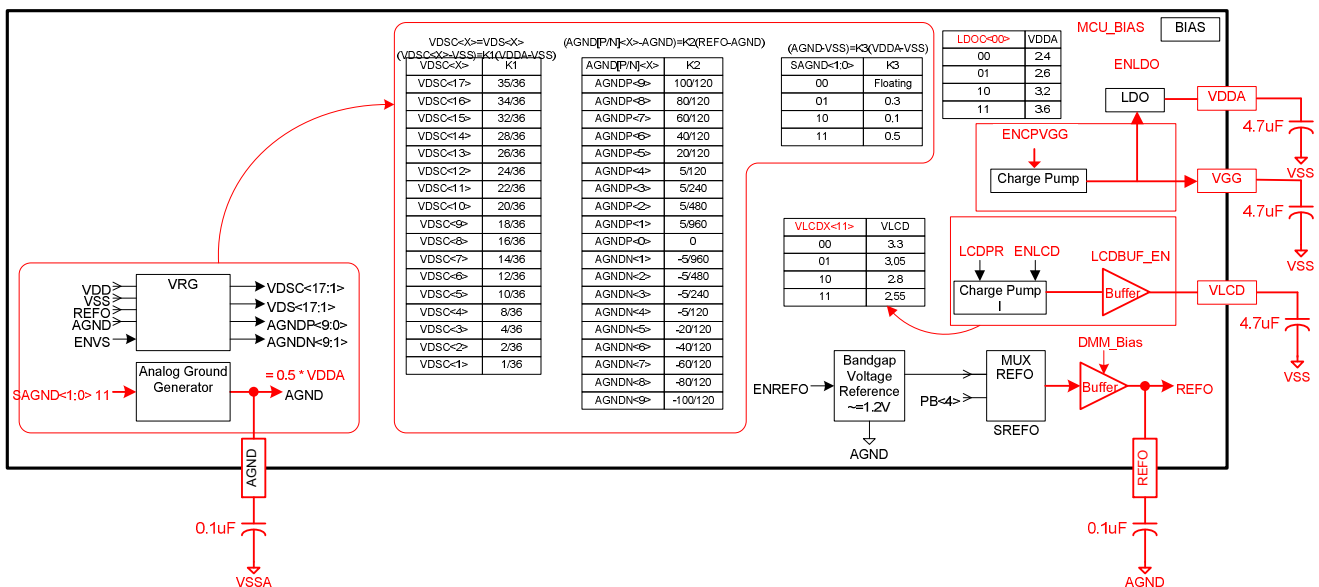 MCU_BIAS
BIAS
VDSC<X>=VDS<X>
(VDSC<X>-VSS)=K1(VDDA-VSS)
VDSC<X> K1
VDSC<17> 35/36
VDSC<16> 34/36
VDSC<15> 32/36
VDSC<14> 28/36
VDSC<13> 26/36
VDSC<12> 24/36
VDSC<11> 22/36
VDSC<10> 20/36
VDSC<9> 18/36
VDSC<8> 16/36
VDSC<7> 14/36
VDSC<6> 12/36
VDSC<5> 10/36
VDSC<4> 8/36
VDSC<3> 4/36
VDSC<2> 2/36
VDSC<1> 1/36
(AGND[P/N]<X>-AGND)=K2(REFO-AGND)
AGND[P/N]<X> K2
AGNDP<9> 100/120
AGNDP<8> 80/120
AGNDP<7> 60/120
AGNDP<6> 40/120
AGNDP<5> 20/120
AGNDP<4> 5/120
AGNDP<3> 5/240
AGNDP<2> 5/480
AGNDP<1> 5/960
AGNDP<0> 0
AGNDN<1> -5/960
AGNDN<2> -5/480
AGNDN<3> -5/240
AGNDN<4> -5/120
AGNDN<5> -20/120
AGNDN<6> -40/120
AGNDN<7> -60/120
AGNDN<8> -80/120
AGNDN<9> -100/120
(AGND-VSS)=K3(VDDA-VSS)
SAGND<1:0> K3
00 Floating
01 0.3
10 0.1
11 0.5
LDOC<00> VDDA
00 2.4
01 2.6
10 3.2
11 3.6
ENLDO
LDO
VDDA
4.7uF
VSS
ENCPVGG
Charge Pump
VGG
4.7uF
VSS
VLCDX<11> VLCD
00 3.3
01 3.05
10 2.8
11 2.55
LCDPR
ENLCD
LCDBUF_EN
Charge Pump
I
Buffer
VLCD
4.7uF
VSS
VDD
VSS
REFO
AGND
ENVS
VRG
VDSC<17:1>
VDS<17:1>
AGNDP<9:0>
AGNDN<9:1>
SAGND<1:0> 11
Analog Ground
Generator
= 0.5 * VDDA
AGND
AGND
0.1uF
VSSA
ENREFO
Bandgap
Voltage
Reference
~=1.2V
AGND
PB<4>
MUX
REFO
SREFO
DMM_Bias
Buffer
REFO
REFO
0.1uF
AGND